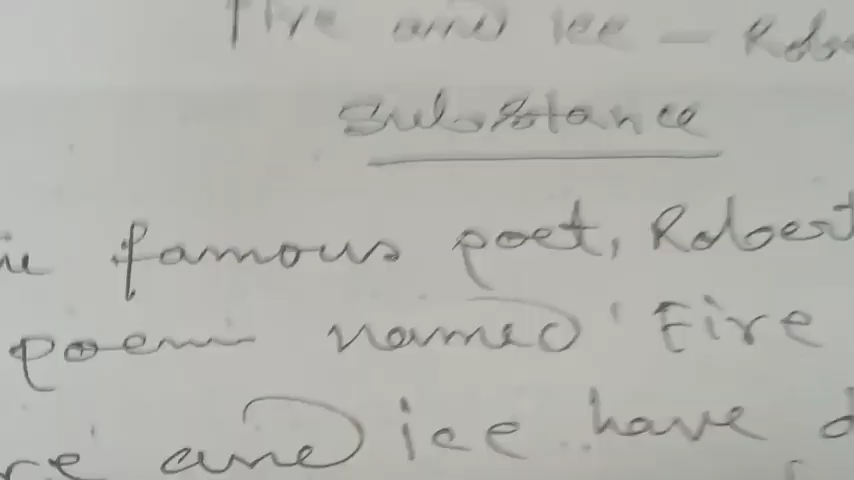 Fire and ice —
Substance
famous poet, Robert
poem named 'Fire
and ice have